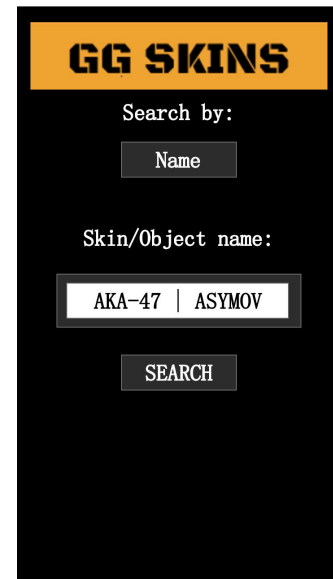 GG SKINS
Search by:
Name
Skin/Object name:
AKA-47 | ASYMOV
SEARCH